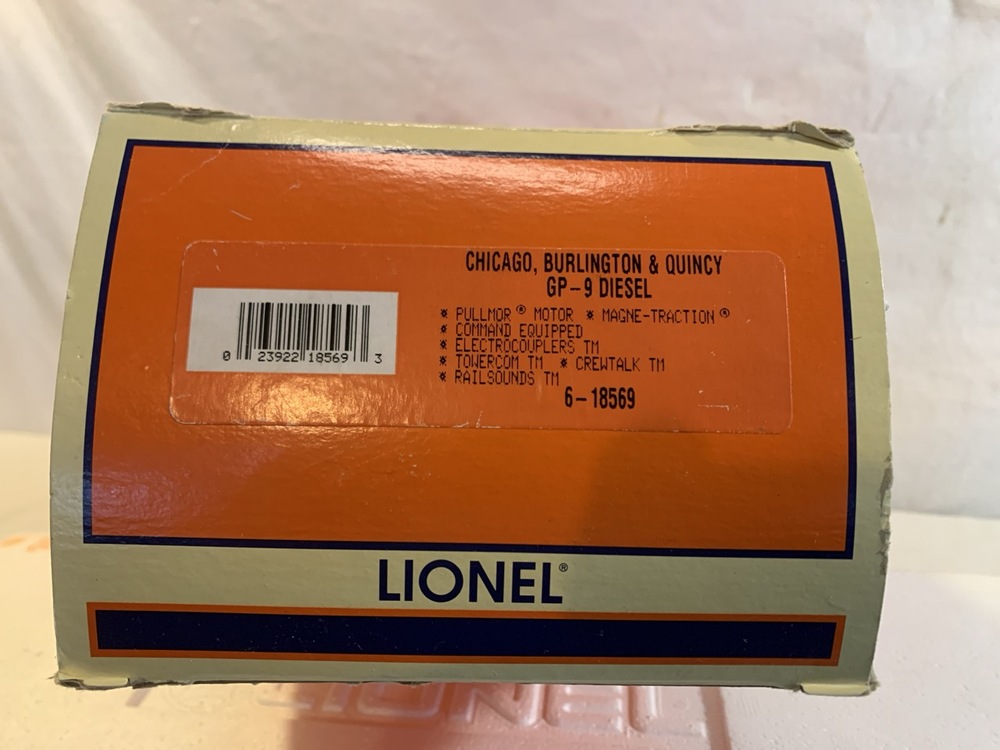 CHICAGO, BURLINGTON & QUINCY
GP-9 DIESEL
* PULLMOR® MOTOR * MAGNE-TRACTION®
* COMMAND EQUIPPED
* ELECTROCOUPLERS TM
* TOWERCOM TM * CREWTALK TM
* RAILSOUNDS TM
6-18569
0 23922 18569 3
LIONEL®
LIONEL